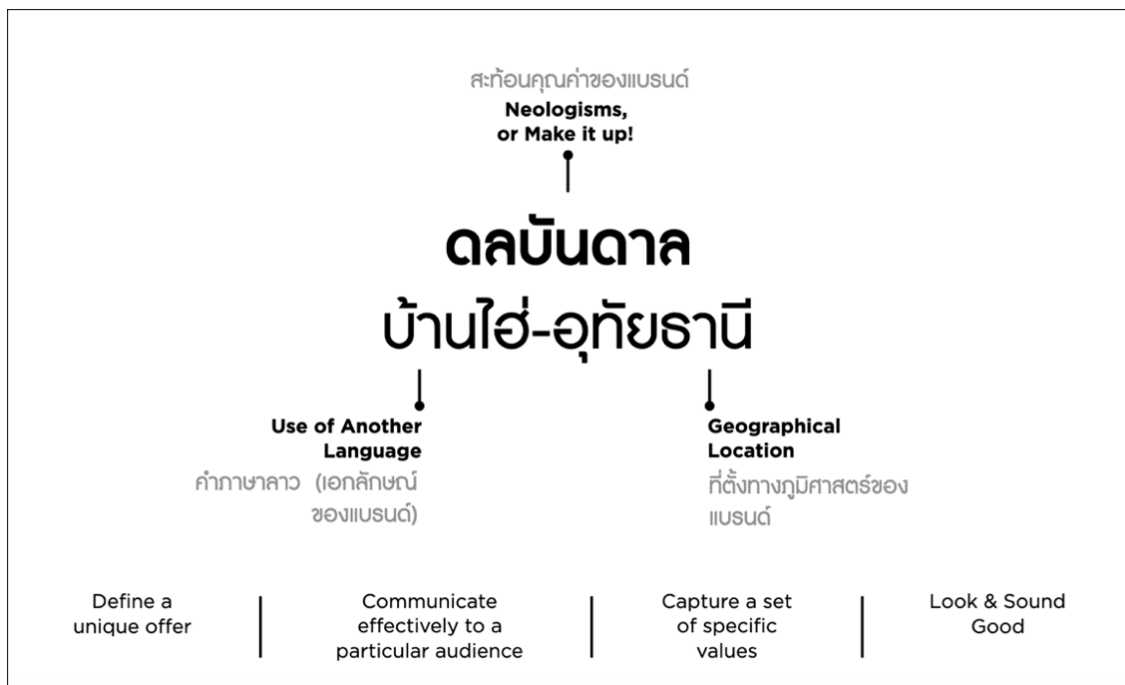 สะท้อนคุณค่าของแบรนด์
Neologisms,
or Make it up!
ดลบันดาล
บ้านไฮ่-อุทัยธานี
Use of Another
Language
คำภาษาลาว (เอกลักษณ์
ของแบรนด์)
Geographical
Location
ที่ตั้งทางภูมิศาสตร์ของ
แบรนด์
Define a
unique offer
Communicate
effectively to a
particular audience
Capture a set
of specific
values
Look & Sound
Good